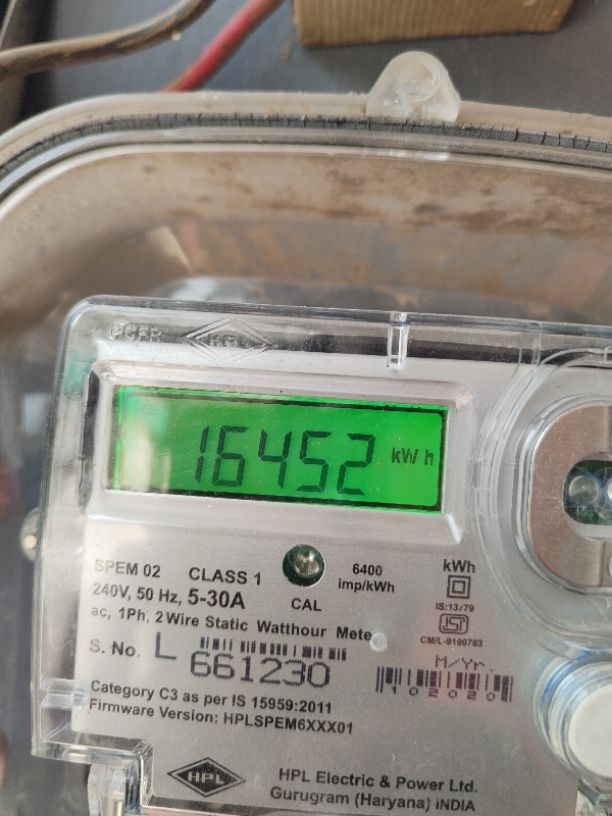 HPL
16452 kWh
SPEM 02 CLASS 1
6400
imp/kWh
kWh
240V, 50 Hz, 5-30A
CAL
IS:13779
ISI
CM/L-9190783
ac, 1Ph, 2Wire Static Watthour Mete
S. No. L 661230
M/Yr.
102020
Category C3 as per IS 15959:2011
Firmware Version: HPLSPEM6XXX01
HPL
HPL Electric & Power Ltd.
Gurugram (Haryana) INDIA